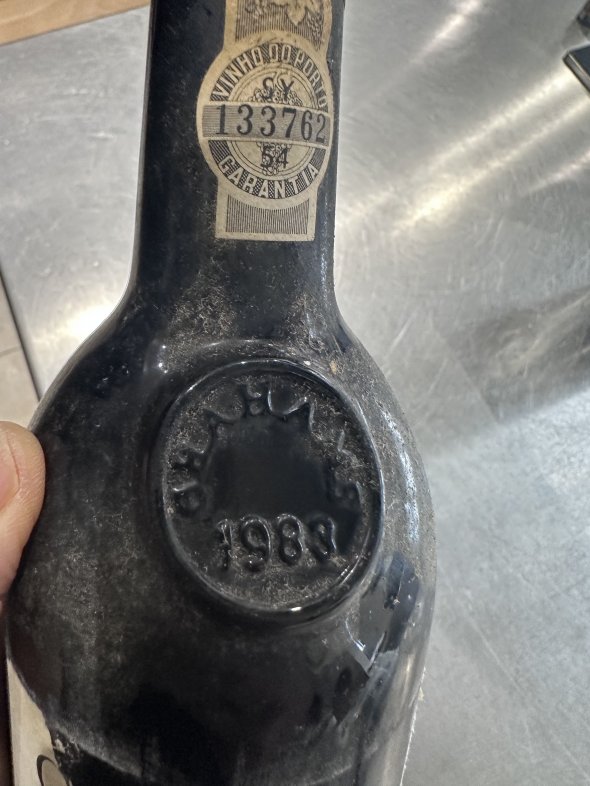 VINHO DO PORTO
SY
133762
54
GARANTIA
GRAHAM'S
1983